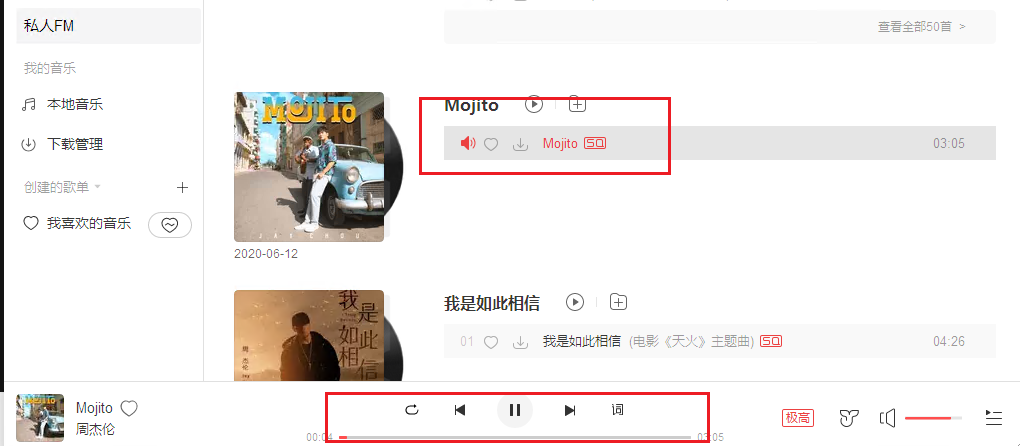 私人FM
我的音乐
本地音乐
下载管理
创建的歌单
我喜欢的音乐
查看全部50首 >
MOJITO
JAY CHOU
2020-06-12
Mojito
Mojito SQ 03:05
我是如此相信
周杰伦
我是如此相信
01 我是如此相信 (电影《天火》主题曲) SQ 04:26
Mojito
周杰伦
词
00:04
03:05
极高